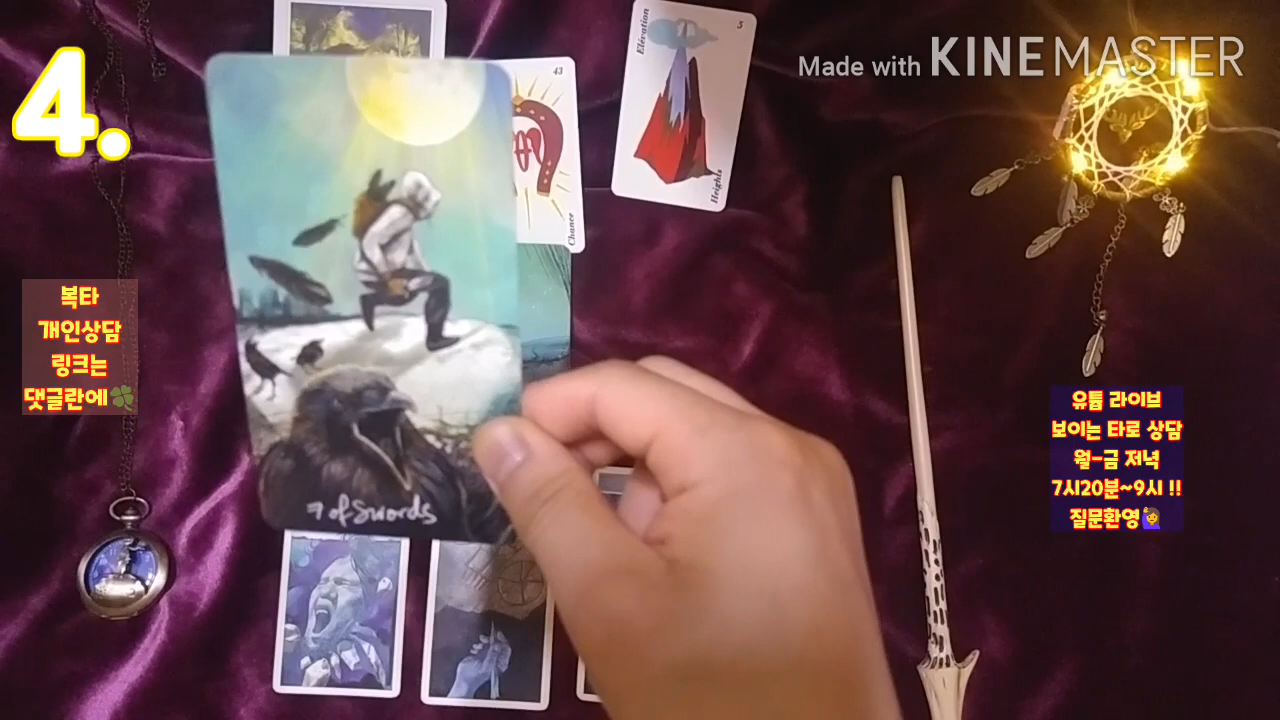 4.
Made with KINEMASTER
5
Elévation
Heights
43
Chance
복타
개인상담
링크는
댓글란에🍀
유튭 라이브
보이는 타로 상담
월-금 저녁
7시20분~9시 !!
질문환영🙋‍♀️
7 of Swords